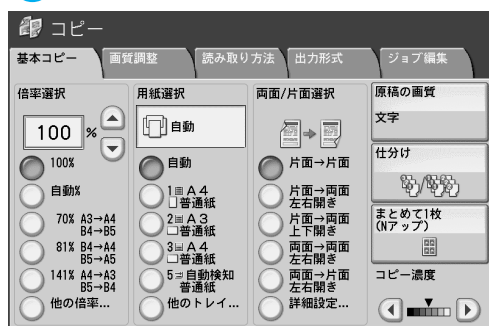 コピー
基本コピー
画質調整
読み取り方法
出力形式
ジョブ編集
倍率選択
100 %
100%
自動%
70% A3→A4
B4→B5
81% B4→A4
B5→A5
141% A4→A3
B5→B4
他の倍率...
用紙選択
自動
自動
1 A4
普通紙
2 A3
普通紙
3 A4
普通紙
5 自動検知
普通紙
他のトレイ...
両面/片面選択
片面→片面
片面→両面
左右開き
片面→両面
上下開き
両面→両面
左右開き
両面→片面
左右開き
詳細設定...
原稿の画質
文字
仕分け
まとめて1枚
(Nアップ)
コピー濃度